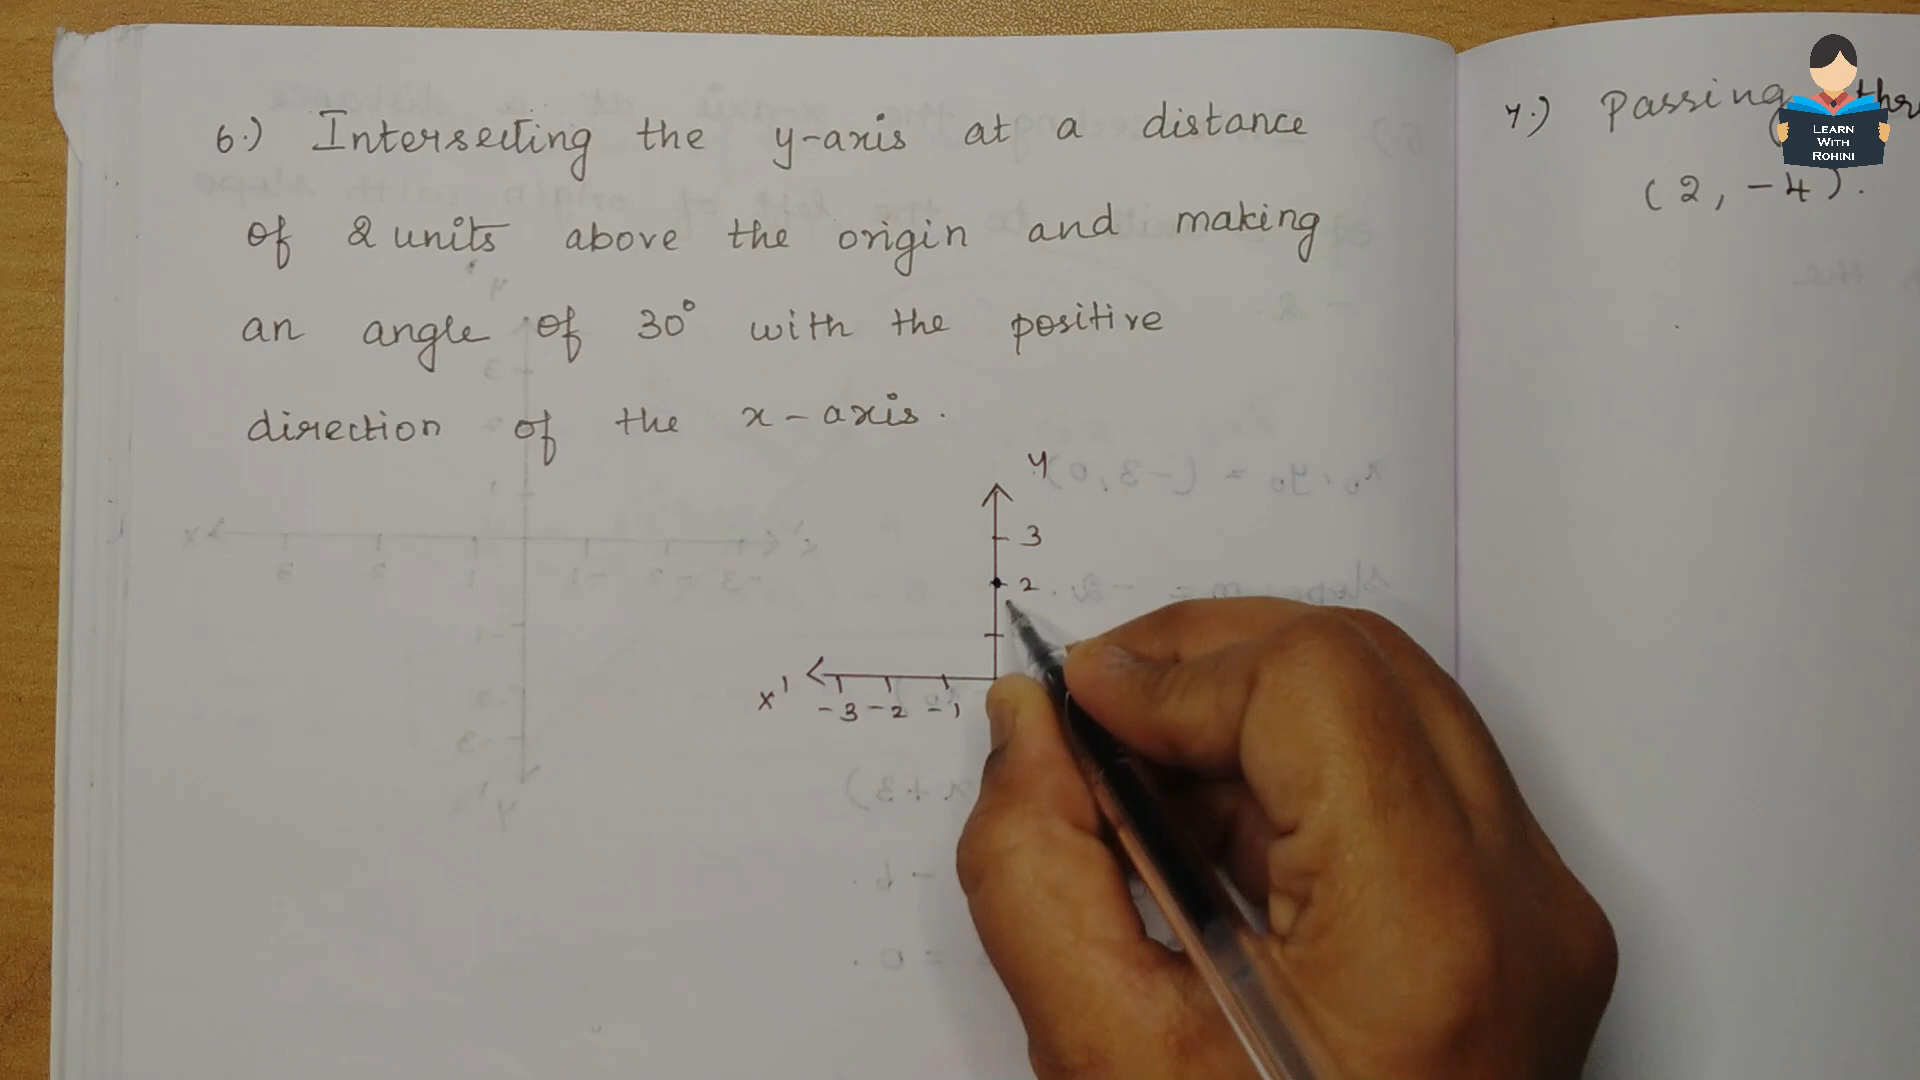 6.) Intersecting the y-axis at a distance
of 2 units above the origin and making
an angle of 30° with the positive
direction of the x-axis.
Y
3
2
X'
-3 -2 -1
7.) Passing thr
(2, -4).
LEARN
With
ROHINI